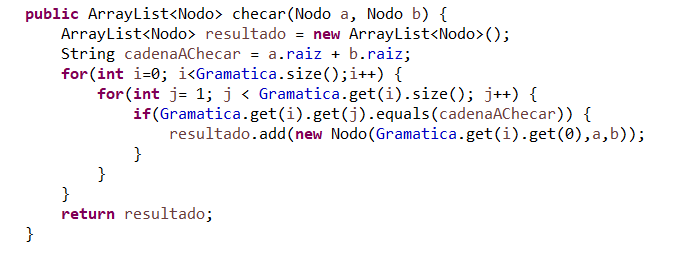 public ArrayList<Nodo> checar(Nodo a, Nodo b) {
ArrayList<Nodo> resultado = new ArrayList<Nodo>();
String cadenaAChecar = a.raiz + b.raiz;
for(int i=0; i<Gramatica.size();i++) {
for(int j= 1; j < Gramatica.get(i).size(); j++) {
if(Gramatica.get(i).get(j).equals(cadenaAChecar)) {
resultado.add(new Nodo(Gramatica.get(i).get(0),a,b));
}
}
}
return resultado;
}